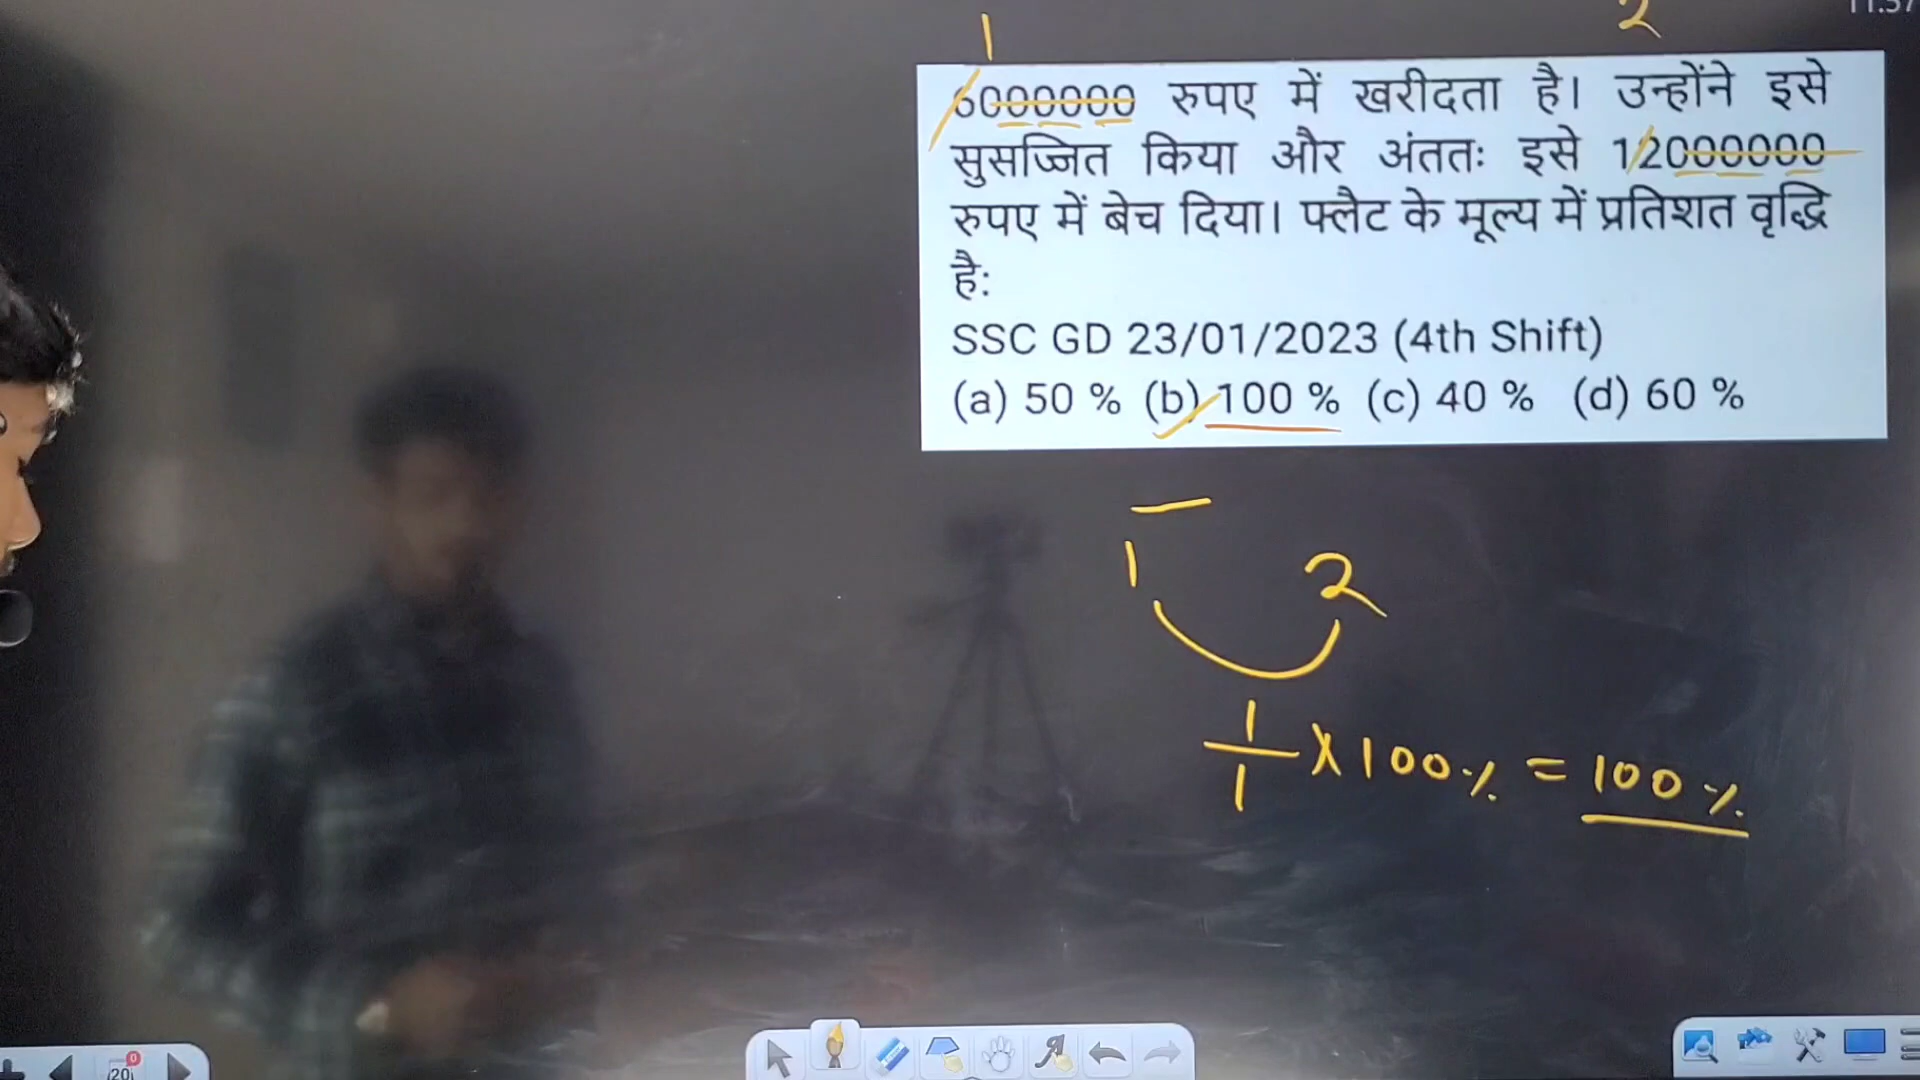 1
2
6000000 रुपए में खरीदता है। उन्होंने इसे
सुसज्जित किया और अंततः इसे 12000000
रुपए में बेच दिया। फ्लैट के मूल्य में प्रतिशत वृद्धि
है:
SSC GD 23/01/2023 (4th Shift)
(a) 50 % (b) 100 % (c) 40 % (d) 60 %
1 2
1/1 × 100% = 100%
20
0